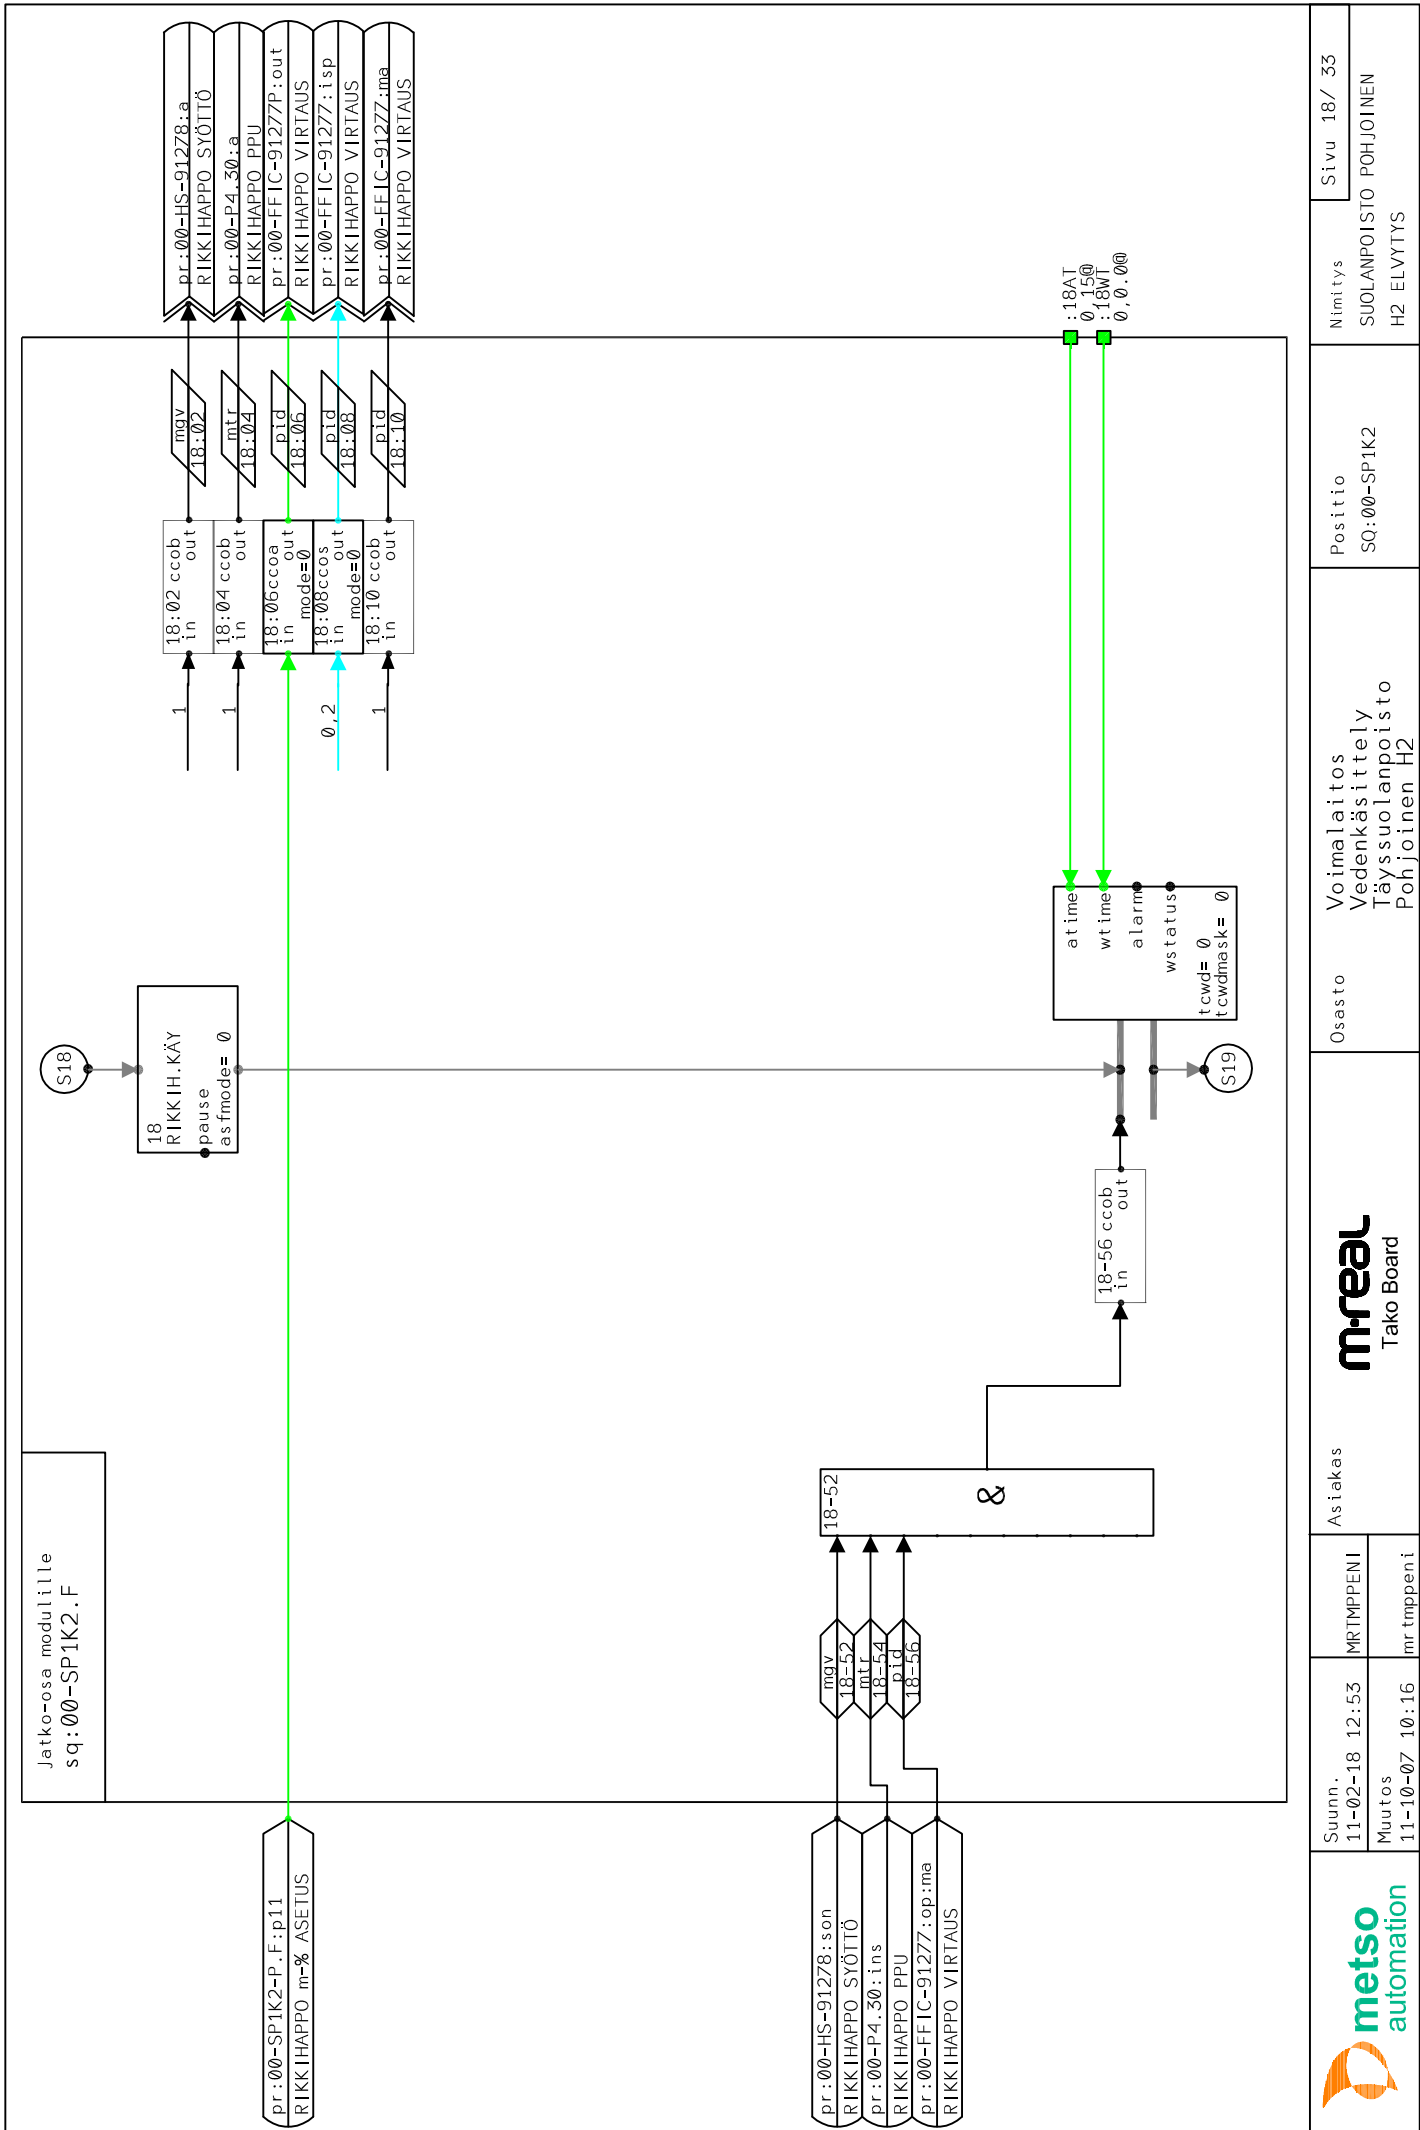 Jatko-osa modulille
sq:00-SP1K2.F
S18
18
RIKKIH.KÄY
pause
asfmode= 0
pr:00-SP1K2-P.F:p11
RIKKIHAPPO m-% ASETUS
1
18:02 ccob
in out
mgv
18:02
pr:00-HS-91278:a
RIKKIHAPPO SYÖTTÖ
1
18:04 ccob
in out
mtr
18:04
pr:00-P4.30:a
RIKKIHAPPO PPU
18:06ccoa
in out
mode=0
pid
18:06
pr:00-FFIC-91277P:out
RIKKIHAPPO VIRTAUS
0,2
18:08ccos
in out
mode=0
pid
18:08
pr:00-FFIC-91277:isp
RIKKIHAPPO VIRTAUS
1
18:10 ccob
in out
pid
18:10
pr:00-FFIC-91277:ma
RIKKIHAPPO VIRTAUS
pr:00-HS-91278:son
RIKKIHAPPO SYÖTTÖ
pr:00-P4.30:ins
RIKKIHAPPO PPU
pr:00-FFIC-91277:op:ma
RIKKIHAPPO VIRTAUS
mgv
18-52
mtr
18-54
pid
18-56
18-52
&
18-56 ccob
in out
atime
wtime
alarm
wstatus
tcwd= 0
tcwdmask= 0
S19
:18AT
0,15@
:18WT
0,0.0@
metso
automation
Suunn.
11-02-18 12:53
MRTMPPENI
Muutos
11-10-07 10:16
mrtmppeni
Asiakas
m·real
Tako Board
Osasto
Voimalaitos
Vedenkäsittely
Täyssuolanpoisto
Pohjoinen H2
Positio
SQ:00-SP1K2
Nimitys
SUOLANPOISTO POHJOINEN
H2 ELVYTYS
Sivu 18/ 33